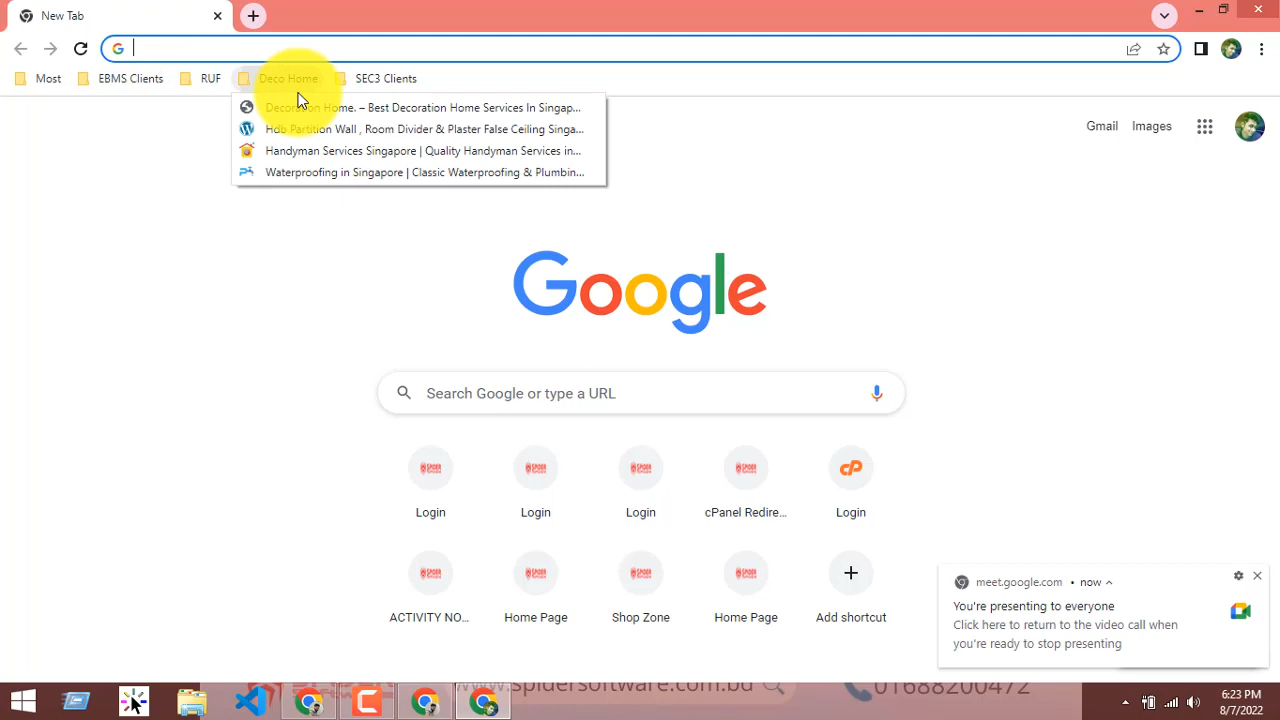 New Tab
Most
EBMS Clients
RUF
Deco Home
SEC3 Clients
Decoration Home. – Best Decoration Home Services In Singap...
Hdb Partition Wall , Room Divider & Plaster False Ceiling Singa...
Handyman Services Singapore | Quality Handyman Services in...
Waterproofing in Singapore | Classic Waterproofing & Plumbin...
Gmail
Images
Google
Search Google or type a URL
Login
Login
Login
cPanel Redire...
Login
ACTIVITY NO...
Home Page
Shop Zone
Home Page
Add shortcut
meet.google.com • now
You're presenting to everyone
Click here to return to the video call when
you're ready to stop presenting
www.spidersoftware.com.bd
01688200472
6:23 PM
8/7/2022